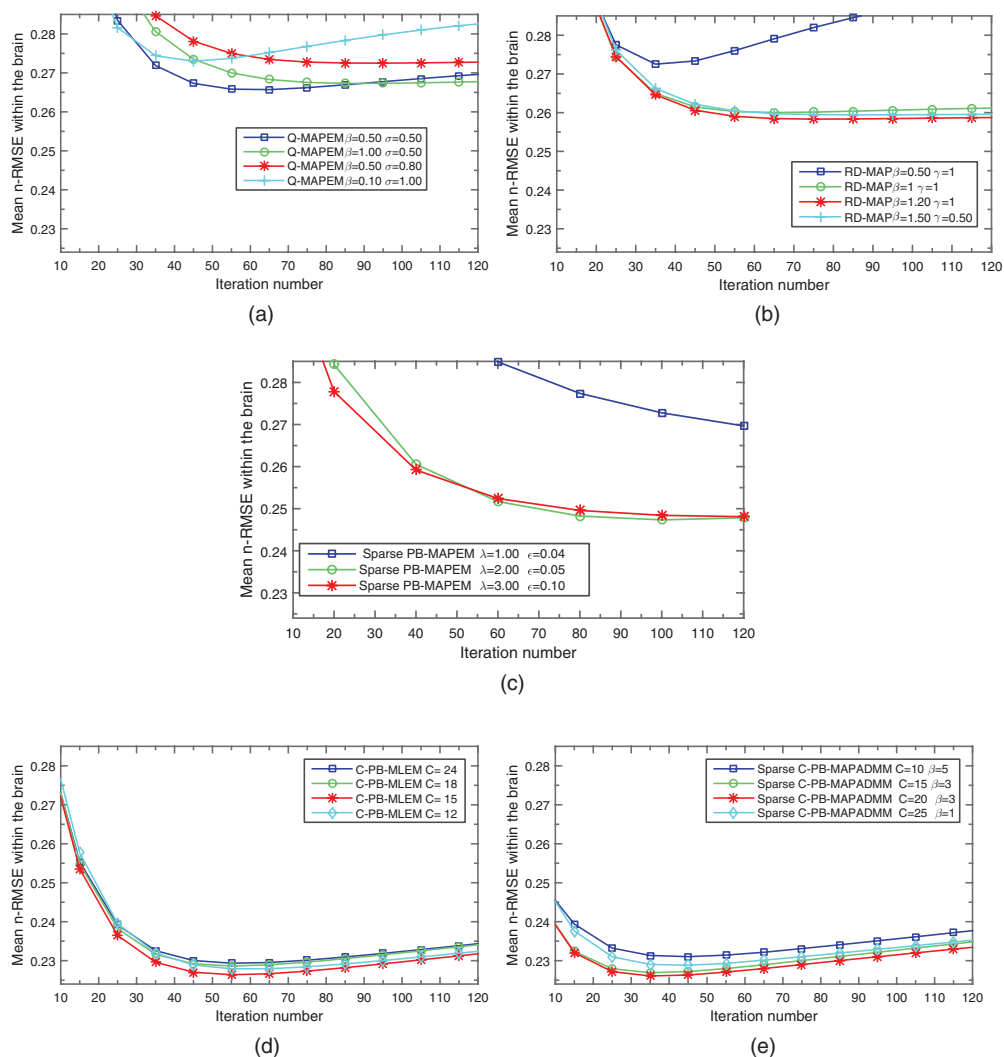 0.28
0.27
0.26
0.25
0.24
0.23
Mean n-RMSE within the brain
Q-MAPEM β=0.50 σ=0.50
Q-MAPEM β=1.00 σ=0.50
Q-MAPEM β=0.50 σ=0.80
Q-MAPEM β=0.10 σ=1.00
10 20 30 40 50 60 70 80 90 100 110 120
Iteration number
(a)
0.28
0.27
0.26
0.25
0.24
0.23
Mean n-RMSE within the brain
RD-MAPβ=0.50 γ=1
RD-MAPβ=1 γ=1
RD-MAPβ=1.20 γ=1
RD-MAPβ=1.50 γ=0.50
10 20 30 40 50 60 70 80 90 100 110 120
Iteration number
(b)
0.28
0.27
0.26
0.25
0.24
0.23
Mean n-RMSE within the brain
Sparse PB-MAPEM λ=1.00 ϵ=0.04
Sparse PB-MAPEM λ=2.00 ϵ=0.05
Sparse PB-MAPEM λ=3.00 ϵ=0.10
10 20 30 40 50 60 70 80 90 100 110 120
Iteration number
(c)
0.28
0.27
0.26
0.25
0.24
0.23
Mean n-RMSE within the brain
C-PB-MLEM C= 24
C-PB-MLEM C= 18
C-PB-MLEM C= 15
C-PB-MLEM C= 12
10 20 30 40 50 60 70 80 90 100 110 120
Iteration number
(d)
0.28
0.27
0.26
0.25
0.24
0.23
Mean n-RMSE within the brain
Sparse C-PB-MAPADMM C=10 β=5
Sparse C-PB-MAPADMM C=15 β=3
Sparse C-PB-MAPADMM C=20 β=3
Sparse C-PB-MAPADMM C=25 β=1
10 20 30 40 50 60 70 80 90 100 110 120
Iteration number
(e)